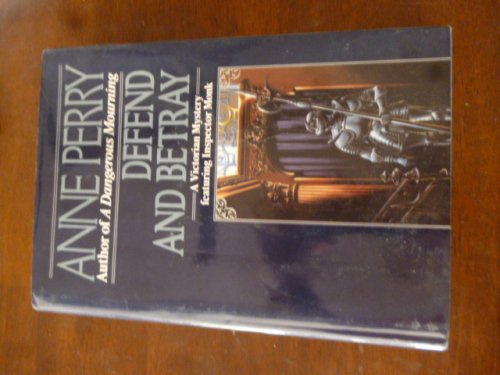 ANNE PERRY
Author of A Dangerous Mourning
DEFEND
AND BETRAY
A Victorian Mystery
featuring Inspector Monk